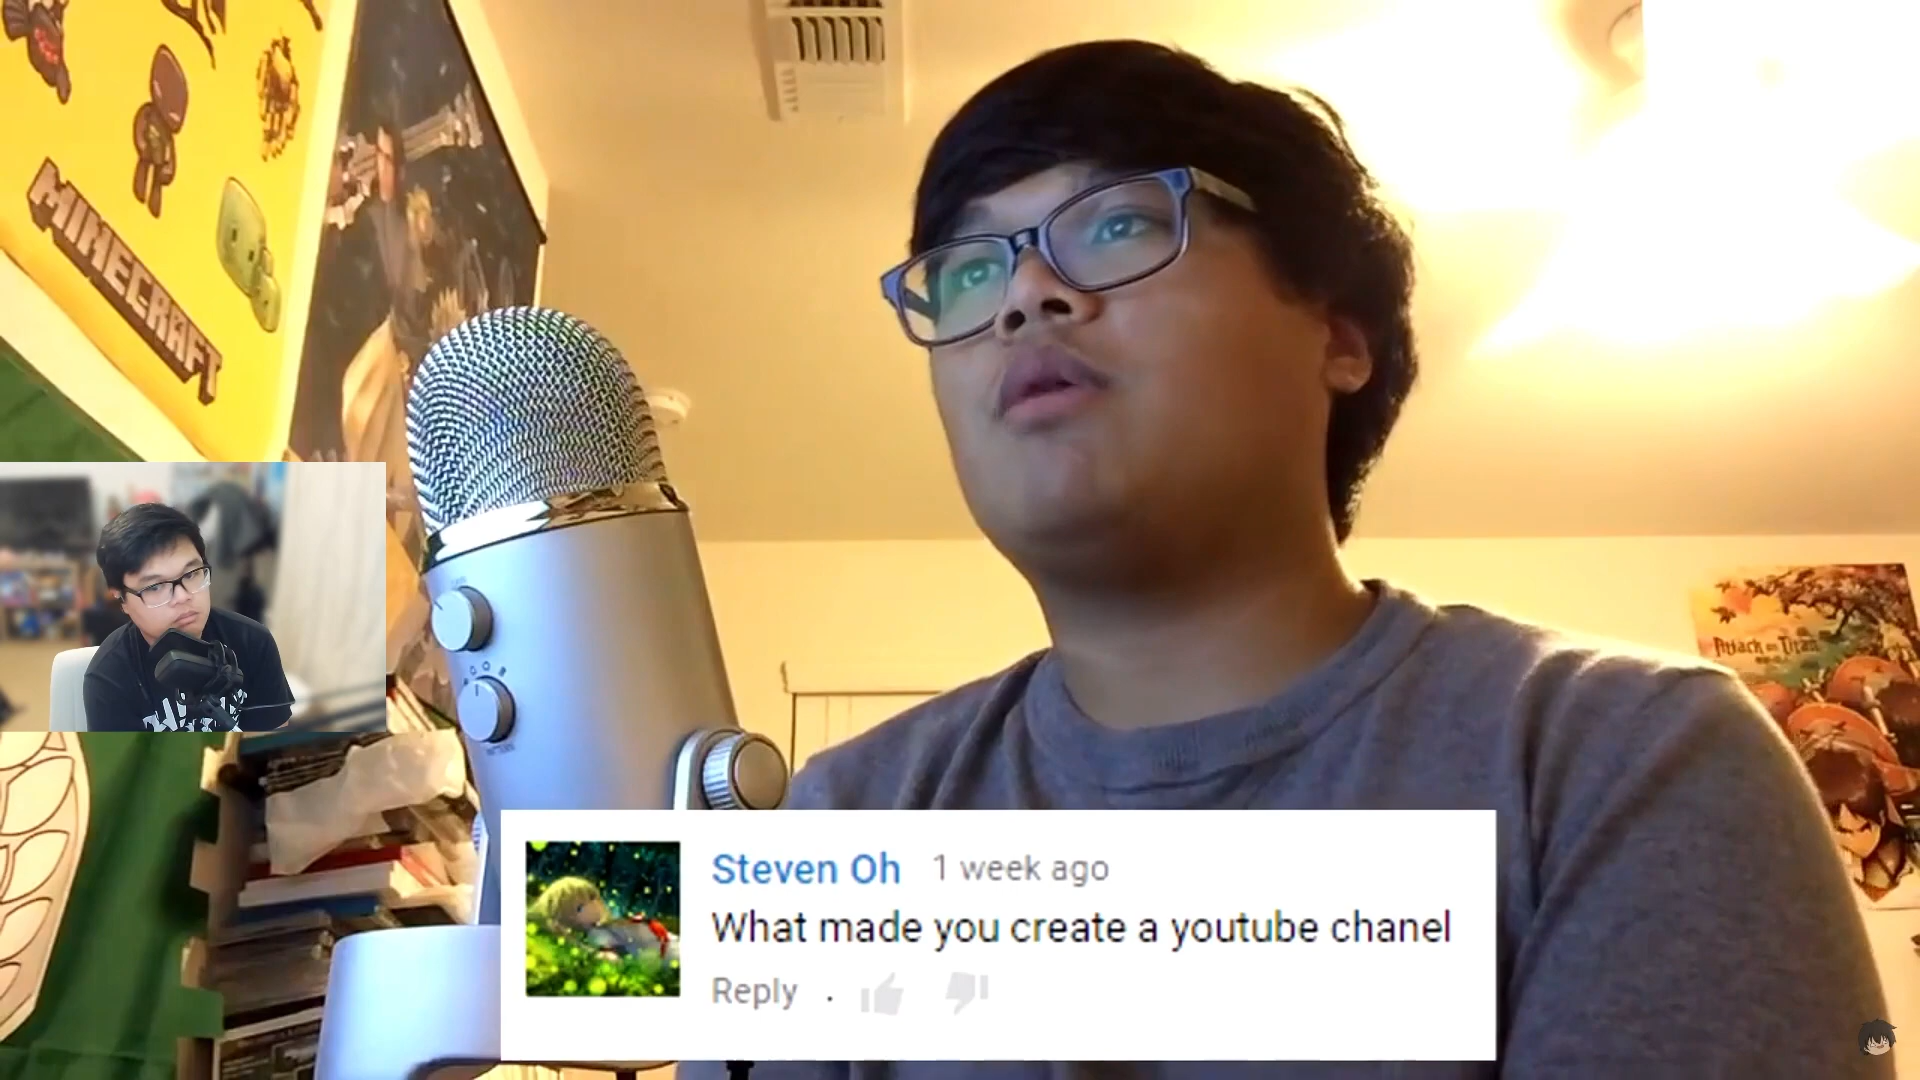 MINECRAFT
Attack on Titan
Steven Oh 1 week ago
What made you create a youtube chanel
Reply .